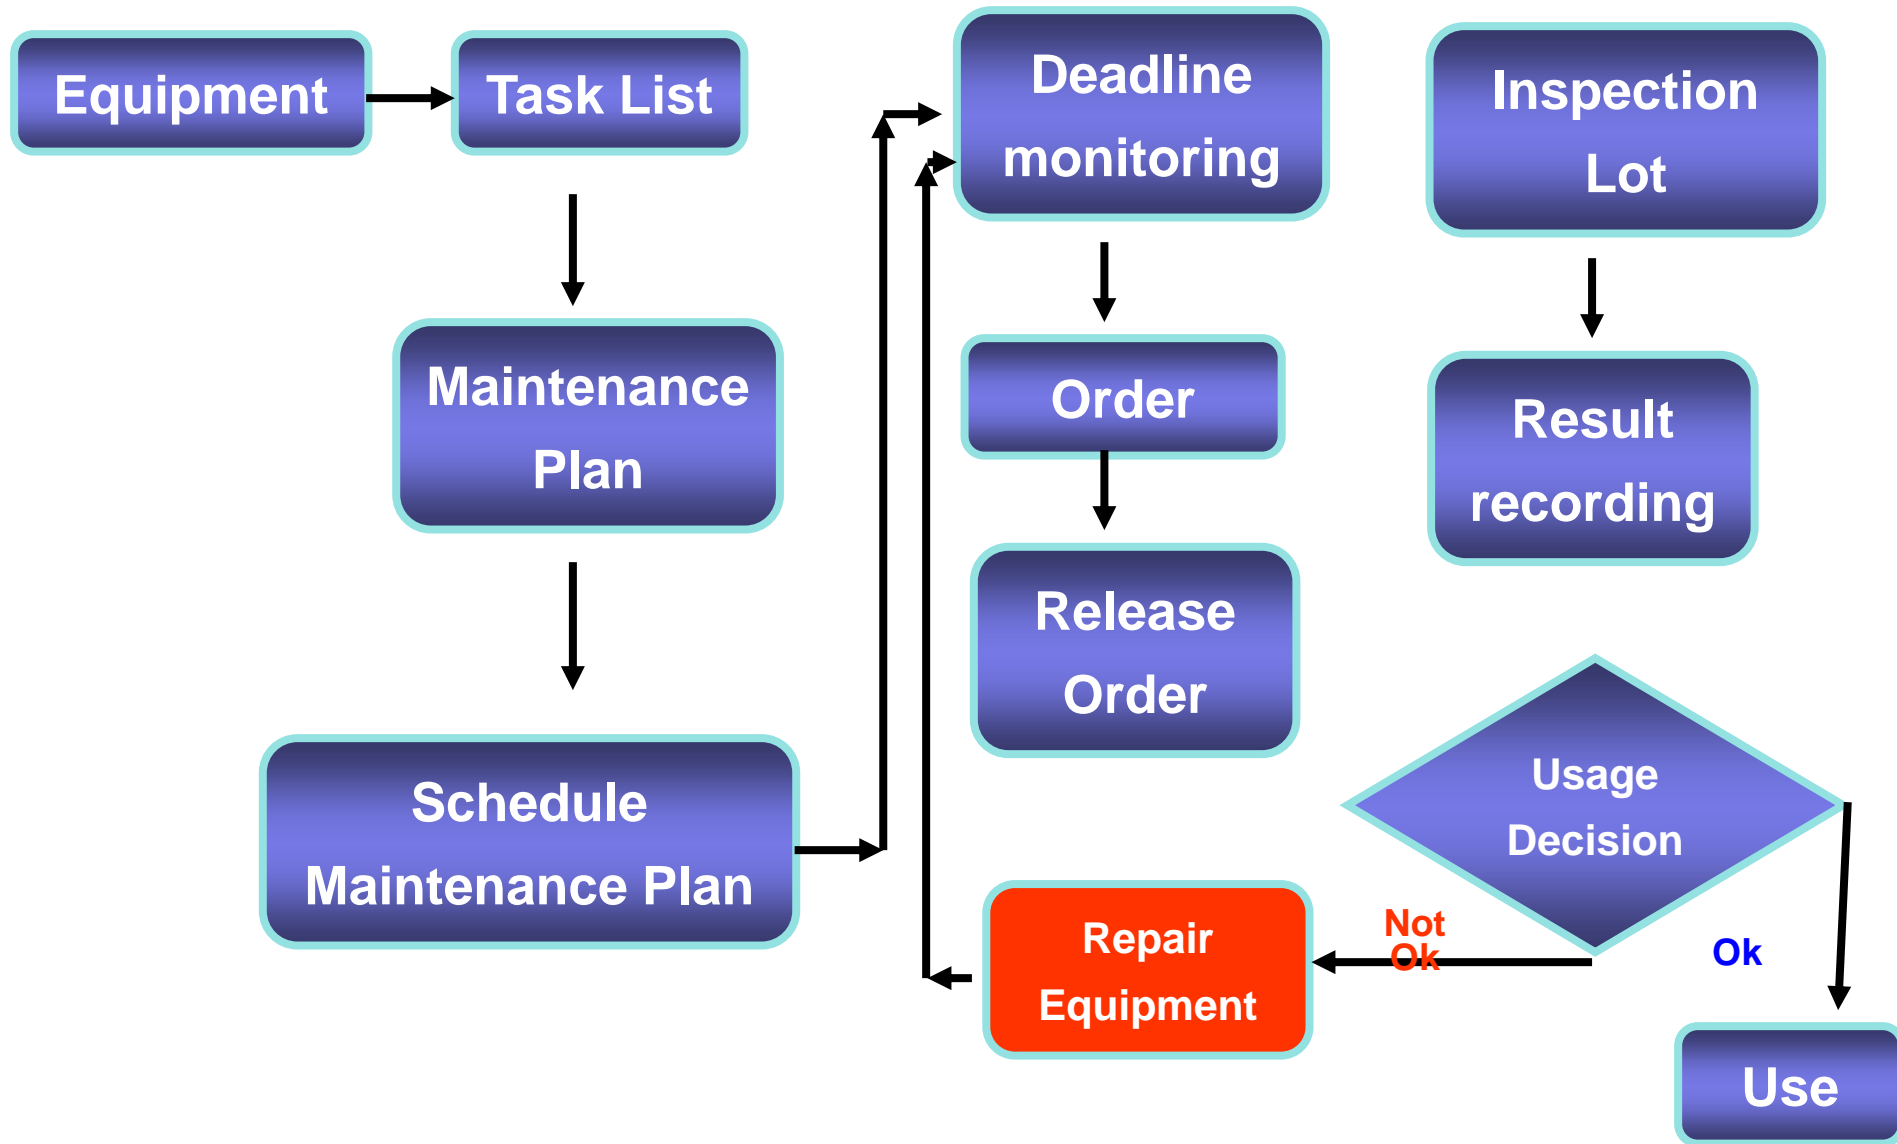 Equipment
Task List
Maintenance
Plan
Schedule
Maintenance Plan
Deadline
monitoring
Order
Release
Order
Inspection
Lot
Result
recording
Usage
Decision
Not
Ok
Ok
Repair
Equipment
Use